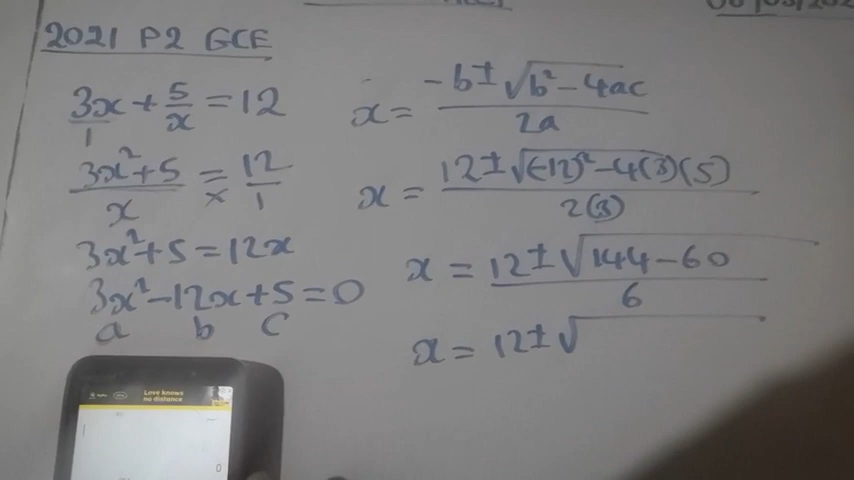 2021 P2 GCE
3x/1 + 5/x = 12
3x²+5/x = 12/1
3x²+5 = 12x
3x²-12x+5=0
a b c
x = -b±√b²-4ac/2a
x = 12±√(-12)²-4(3)(5)/2(3)
x = 12±√144-60/6
x = 12±√
Love knows
no distance
0